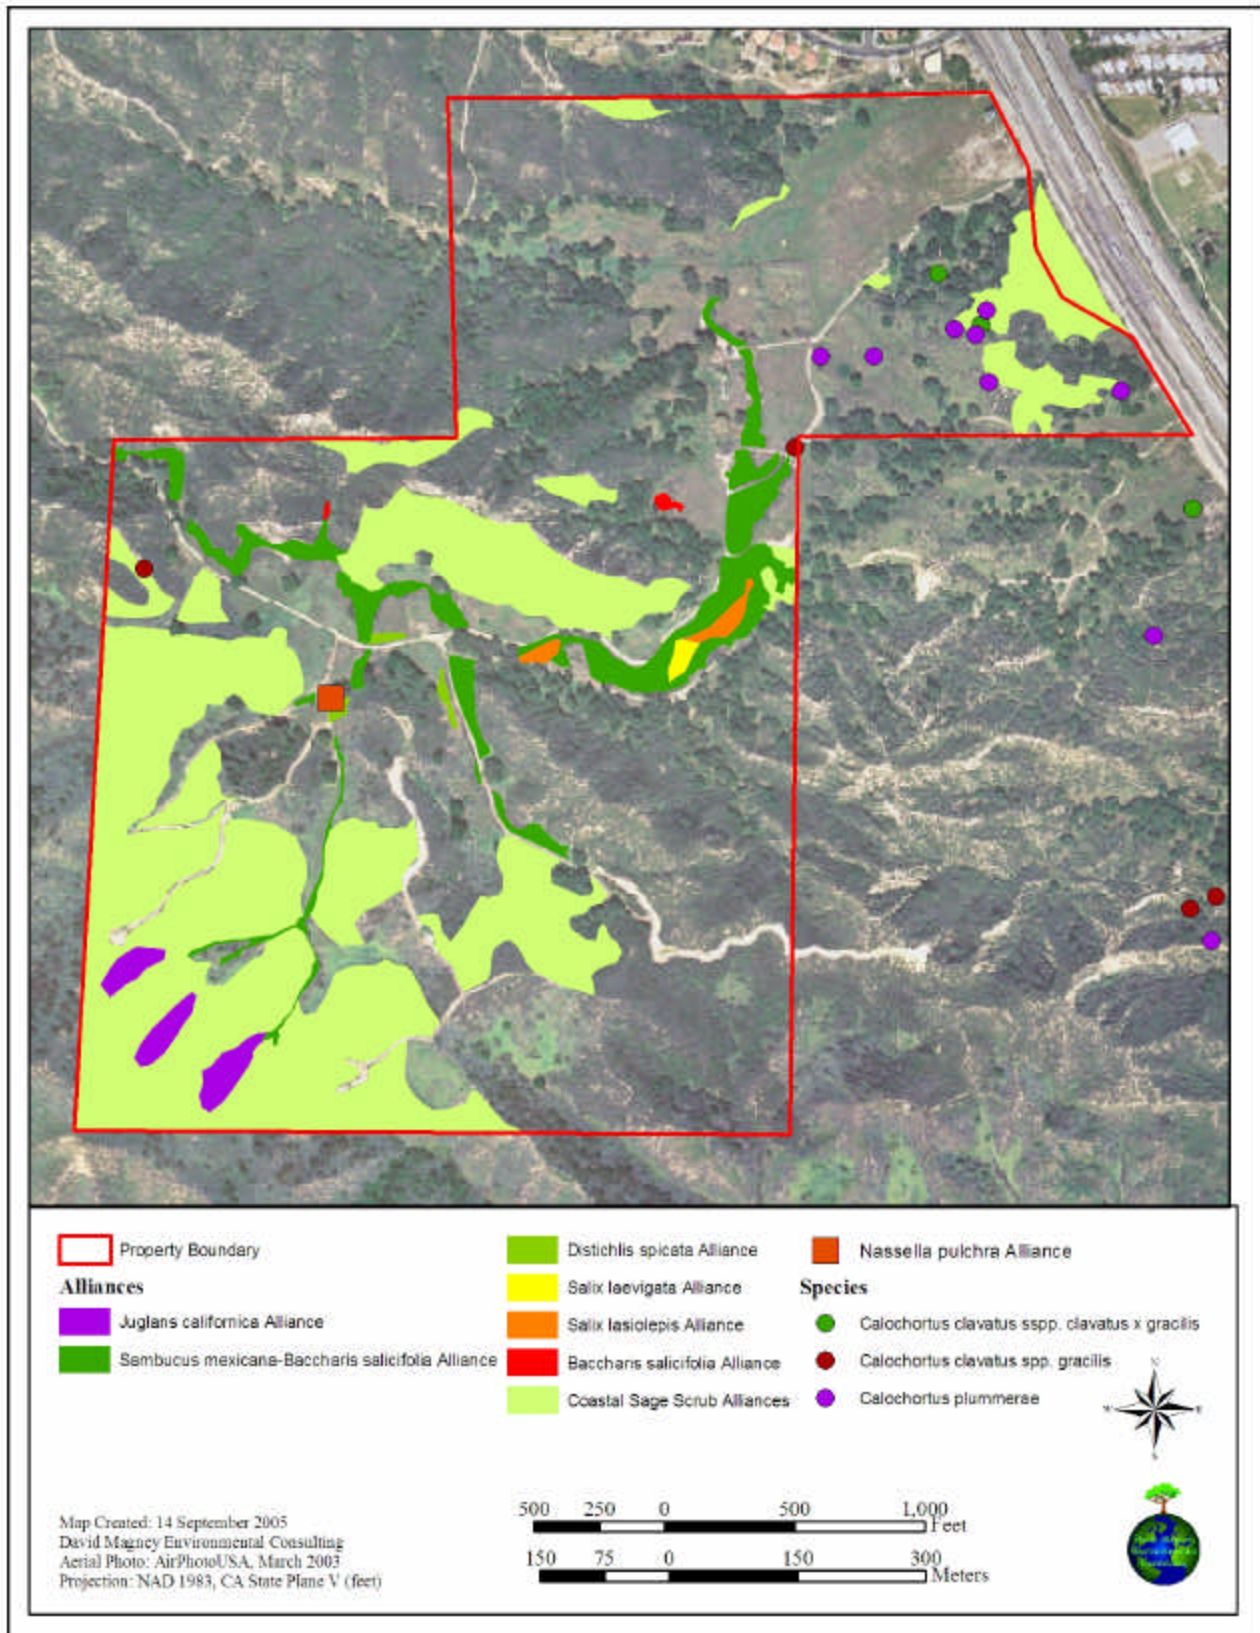 Property Boundary
Alliances
Juglans californica Alliance
Sambucus mexicana-Baccharis salicifolia Alliance
Distichlis spicata Alliance
Salix laevigata Alliance
Salix lasiolepis Alliance
Baccharis salicifolia Alliance
Coastal Sage Scrub Alliances
Nassella pulchra Alliance
Species
Calochortus clavatus sspp. clavatus x gracilis
Calochortus clavatus spp. gracilis
Calochortus plummerae
N
W E
S
Map Created: 14 September 2005
David Magney Environmental Consulting
Aerial Photo: AirPhotoUSA, March 2003
Projection: NAD 1983, CA State Plane V (feet)
500 250 0 500 1,000
Feet
150 75 0 150 300
Meters